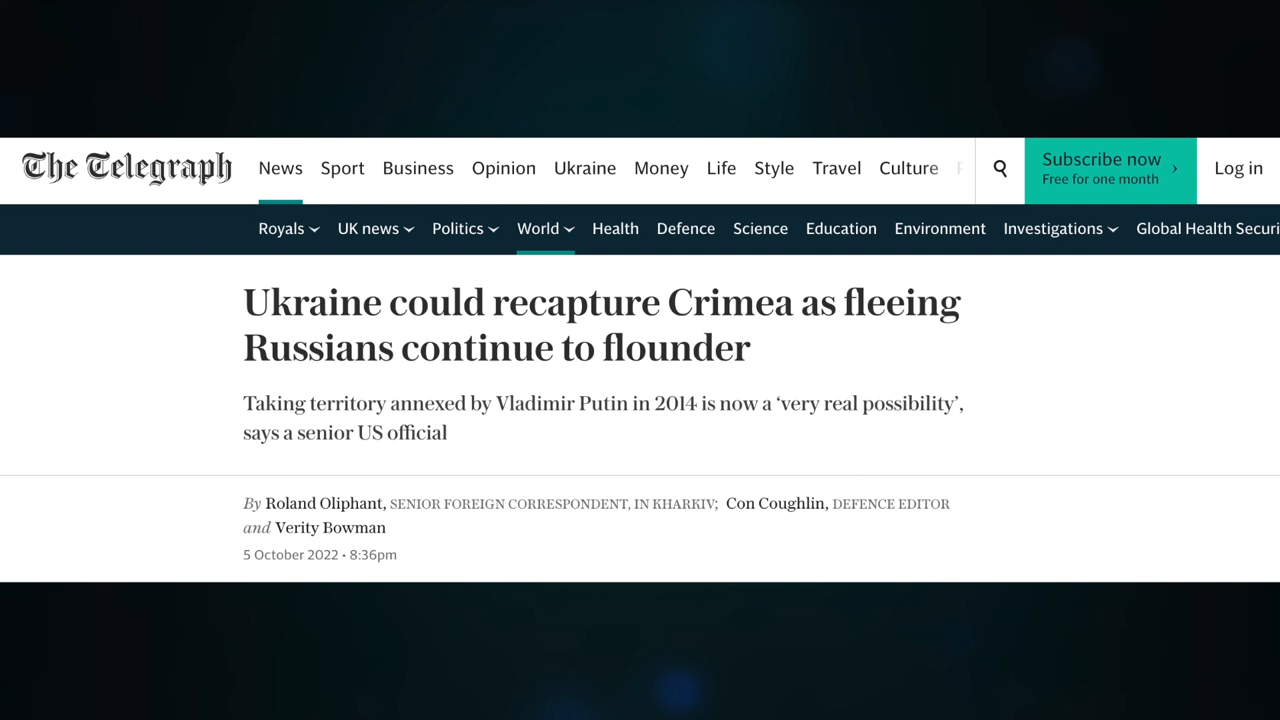 The Telegraph
News Sport Business Opinion Ukraine Money Life Style Travel Culture
Subscribe now
Free for one month
Log in
Royals UK news Politics World Health Defence Science Education Environment Investigations Global Health Securi
Ukraine could recapture Crimea as fleeing
Russians continue to flounder
Taking territory annexed by Vladimir Putin in 2014 is now a ‘very real possibility’,
says a senior US official
By Roland Oliphant, SENIOR FOREIGN CORRESPONDENT, IN KHARKIV; Con Coughlin, DEFENCE EDITOR
and Verity Bowman
5 October 2022 • 8:36pm